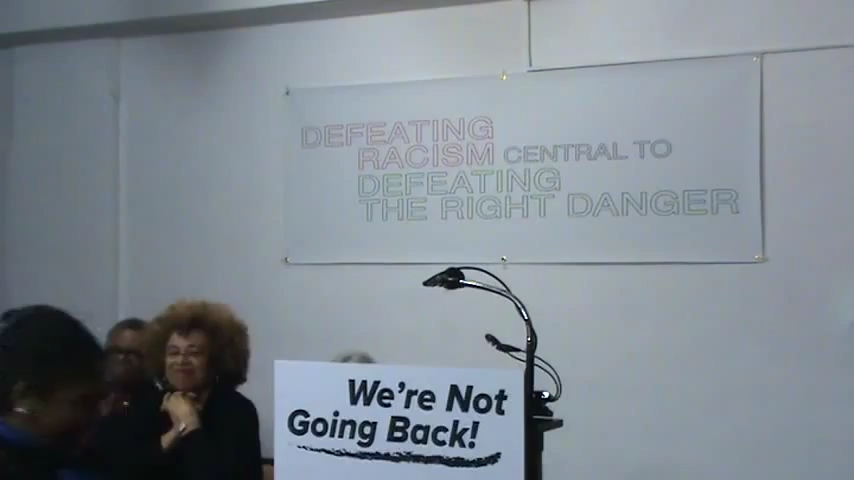 DEFEATING
RACISM CENTRAL TO
DEFEATING
THE RIGHT DANGER
We're Not
Going Back!